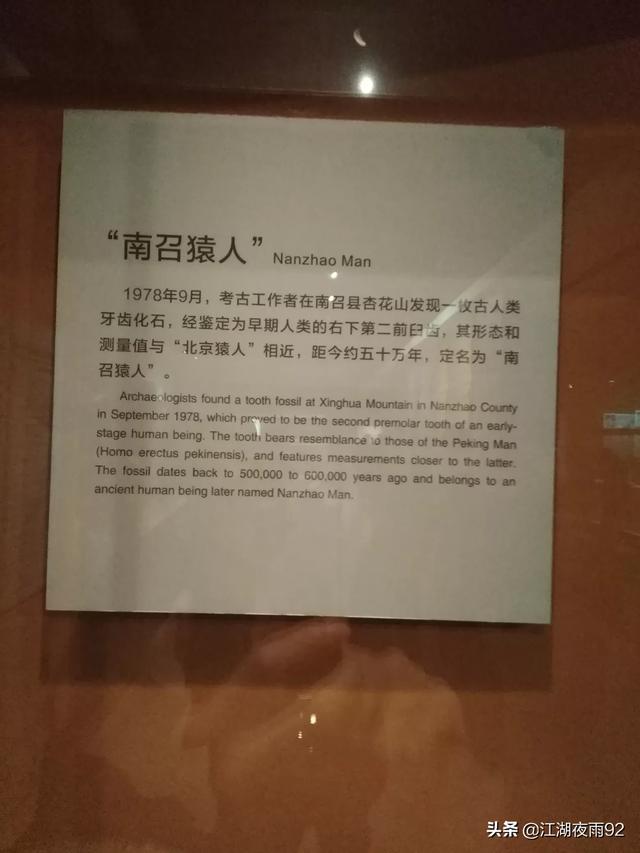 “南召猿人” Nanzhao Man
1978年9月，考古工作者在南召县杏花山发现一枚古人类
牙齿化石，经鉴定为早期人类的右下第二前臼齿，其形态和
测量值与“北京猿人”相近，距今约五十万年，定名为“南
召猿人”。
Archaeologists found a tooth fossil at Xinghua Mountain in Nanzhao County
in September 1978, which proved to be the second premolar tooth of an early-
stage human being. The tooth bears resemblance to those of the Peking Man
(Homo erectus pekinensis), and features measurements closer to the latter.
The fossil dates back to 500,000 to 600,000 years ago and belongs to an
ancient human being later named Nanzhao Man.
头条 @江湖夜雨92